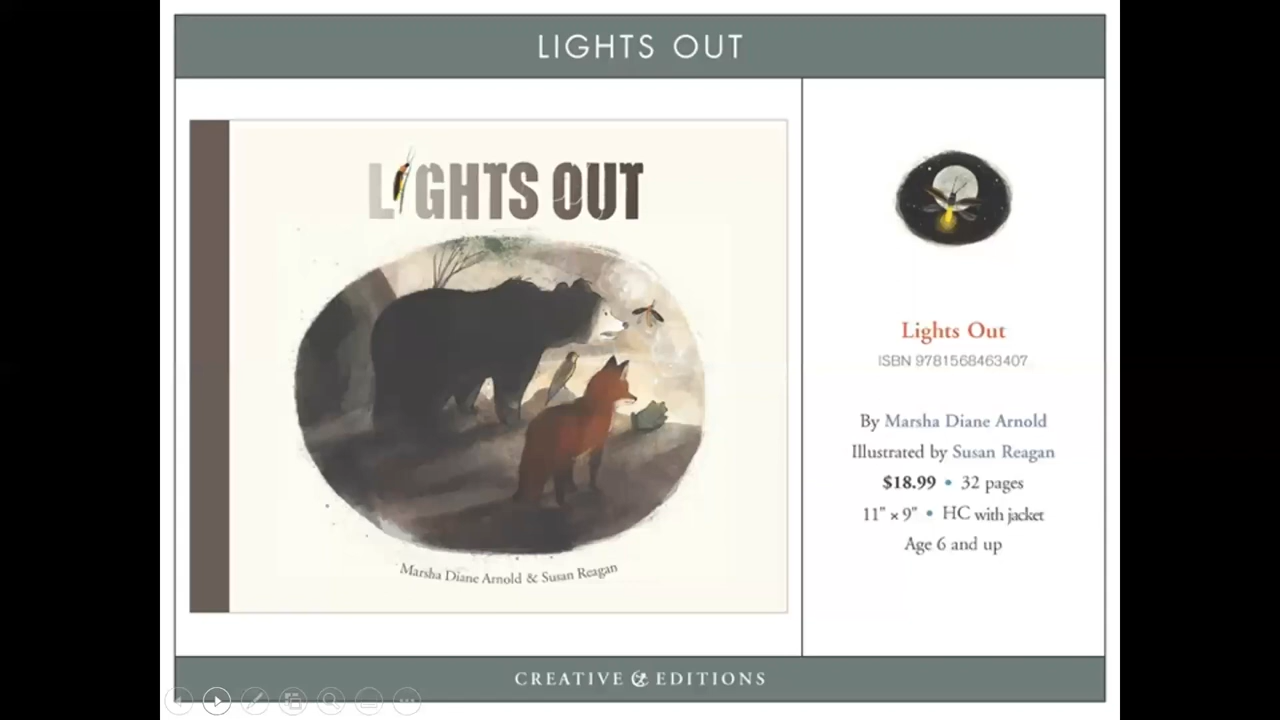 LIGHTS OUT
LIGHTS OUT
Marsha Diane Arnold & Susan Reagan
Lights Out
ISBN 9781568463407
By Marsha Diane Arnold
Illustrated by Susan Reagan
$18.99 • 32 pages
11" × 9" • HC with jacket
Age 6 and up
CREATIVE EDITIONS